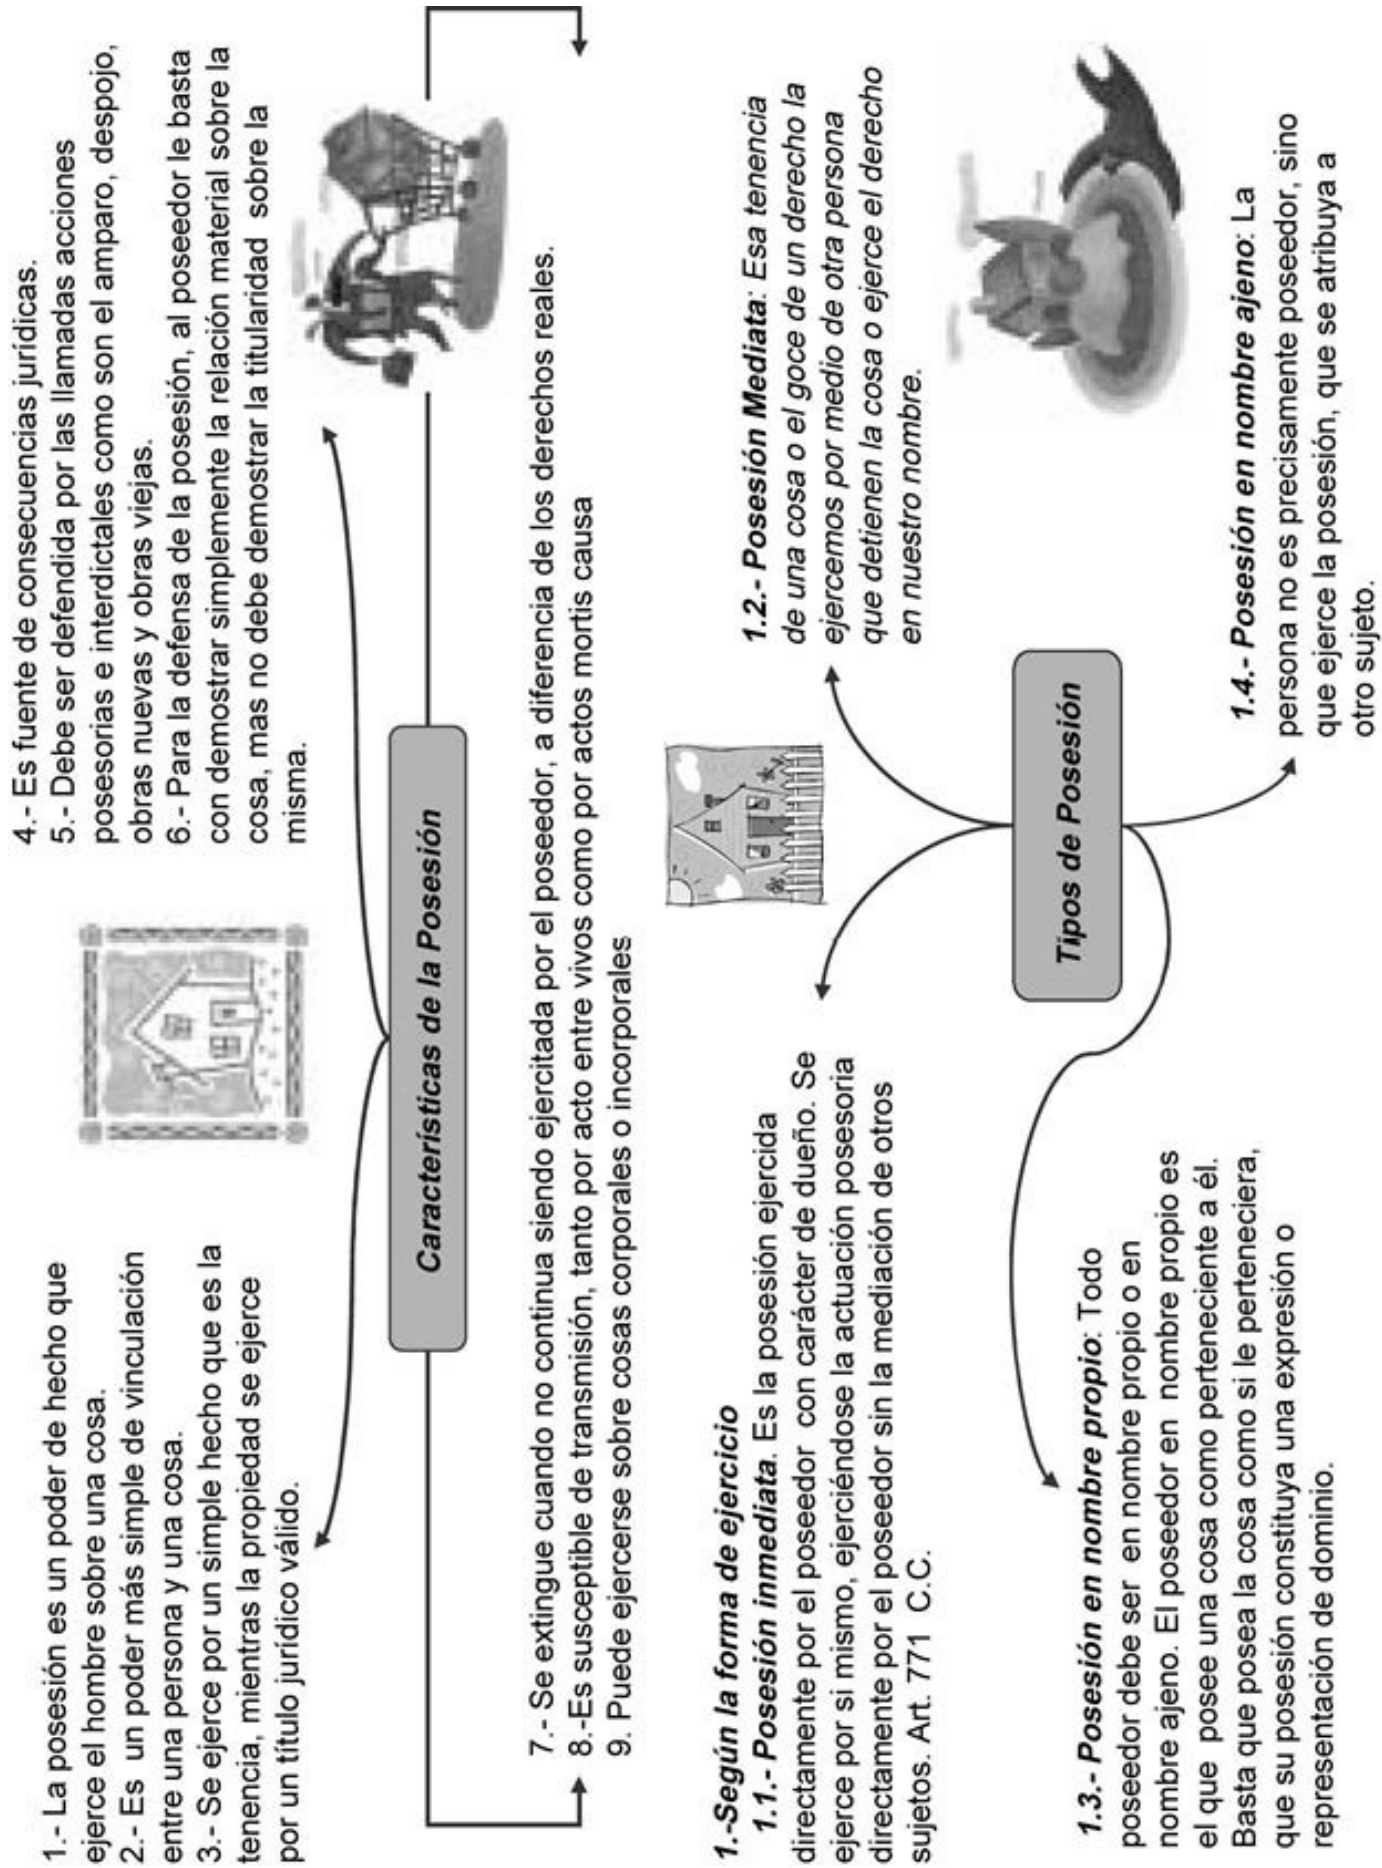 1.- La posesión es un poder de hecho que
ejerce el hombre sobre una cosa.
2.- Es un poder más simple de vinculación
entre una persona y una cosa.
3.- Se ejerce por un simple hecho que es la
tenencia, mientras la propiedad se ejerce
por un título jurídico válido.
4.- Es fuente de consecuencias jurídicas.
5.- Debe ser defendida por las llamadas acciones
posesorias e interdictales como son el amparo, despojo,
obras nuevas y obras viejas.
6.- Para la defensa de la posesión, al poseedor le basta
con demostrar simplemente la relación material sobre la
cosa, mas no debe demostrar la titularidad sobre la
misma.
Características de la Posesión
7.- Se extingue cuando no continua siendo ejercitada por el poseedor, a diferencia de los derechos reales.
8.-Es susceptible de transmisión, tanto por acto entre vivos como por actos mortis causa
9. Puede ejercerse sobre cosas corporales o incorporales
1.-Según la forma de ejercicio
1.1.- Posesión inmediata. Es la posesión ejercida
directamente por el poseedor con carácter de dueño. Se
ejerce por si mismo, ejerciéndose la actuación posesoria
directamente por el poseedor sin la mediación de otros
sujetos. Art. 771 C.C.
1.2.- Posesión Mediata: Esa tenencia
de una cosa o el goce de un derecho la
ejercemos por medio de otra persona
que detienen la cosa o ejerce el derecho
en nuestro nombre.
Tipos de Posesión
1.3.- Posesión en nombre propio: Todo
poseedor debe ser en nombre propio o en
nombre ajeno. El poseedor en nombre propio es
el que posee una cosa como perteneciente a él.
Basta que posea la cosa como si le perteneciera,
que su posesión constituya una expresión o
representación de dominio.
1.4.- Posesión en nombre ajeno: La
persona no es precisamente poseedor, sino
que ejerce la posesión, que se atribuya a
otro sujeto.